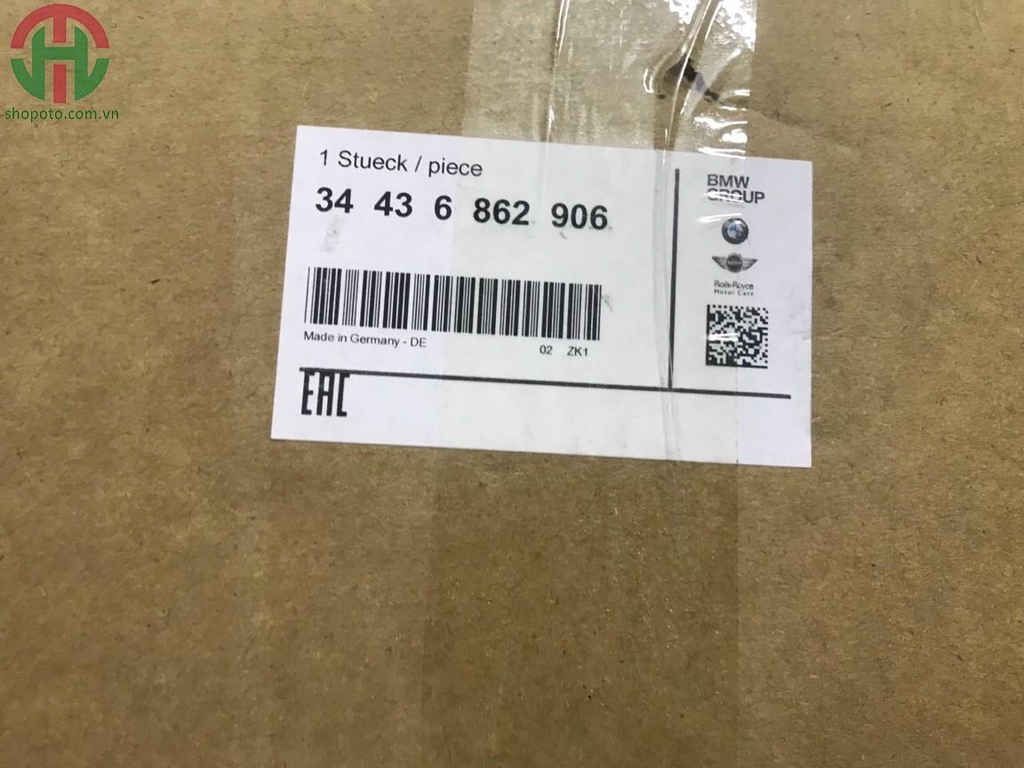 shopoto.com.vn
1 Stueck / piece
34 43 6 862 906
Made in Germany - DE
02 ZK1
EAC
BMW
GROUP
Rolls-Royce
Motor Cars